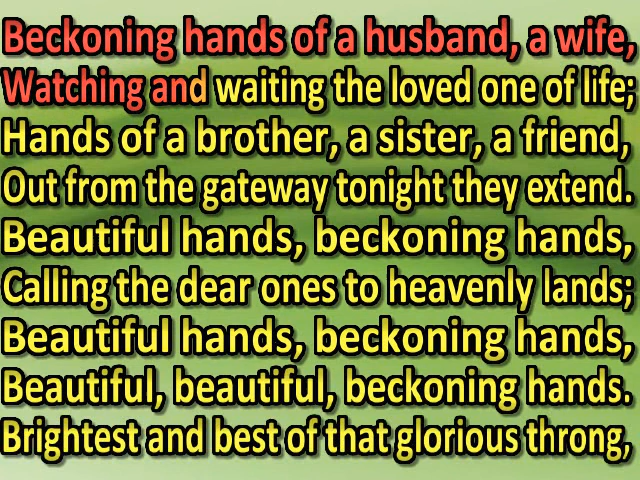 Beckoning hands of a husband, a wife,
Watching and waiting the loved one of life;
Hands of a brother, a sister, a friend,
Out from the gateway tonight they extend.
Beautiful hands, beckoning hands,
Calling the dear ones to heavenly lands;
Beautiful hands, beckoning hands,
Beautiful, beautiful, beckoning hands.
Brightest and best of that glorious throng,